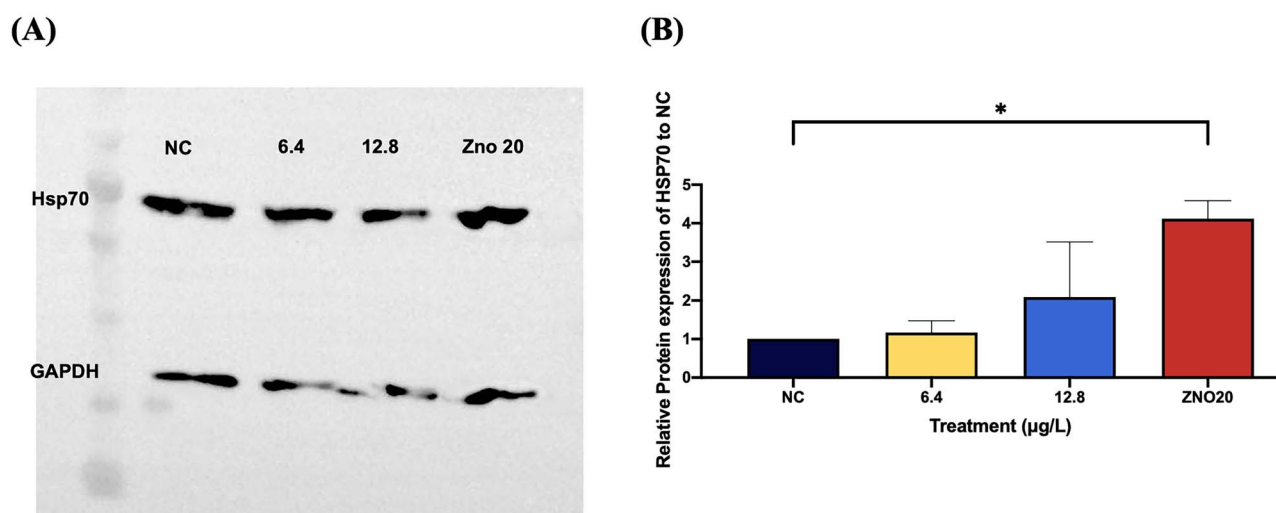 (A)
NC 6.4 12.8 Zno 20
Hsp70
GAPDH
(B)
*
Relative Protein expression of HSP70 to NC
5
4
3
2
1
0
NC 6.4 12.8 ZNO20
Treatment (µg/L)